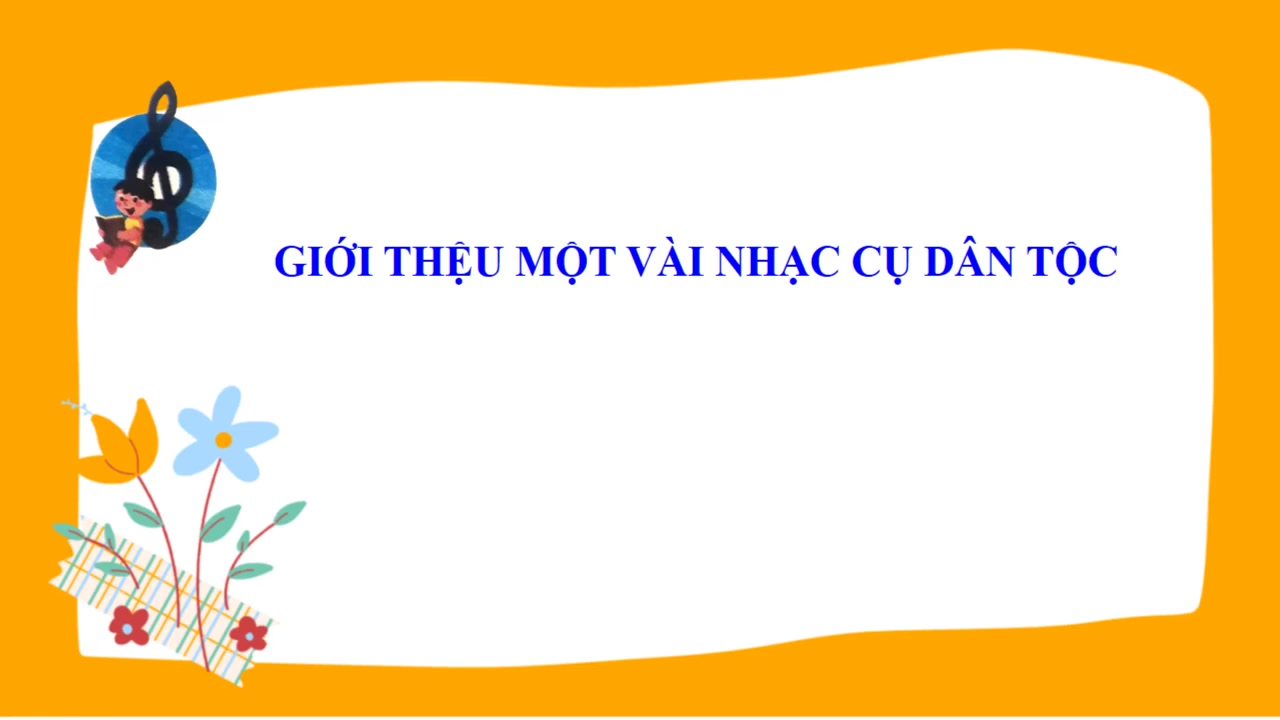 GIỚI THỆU MỘT VÀI NHẠC CỤ DÂN TỘC